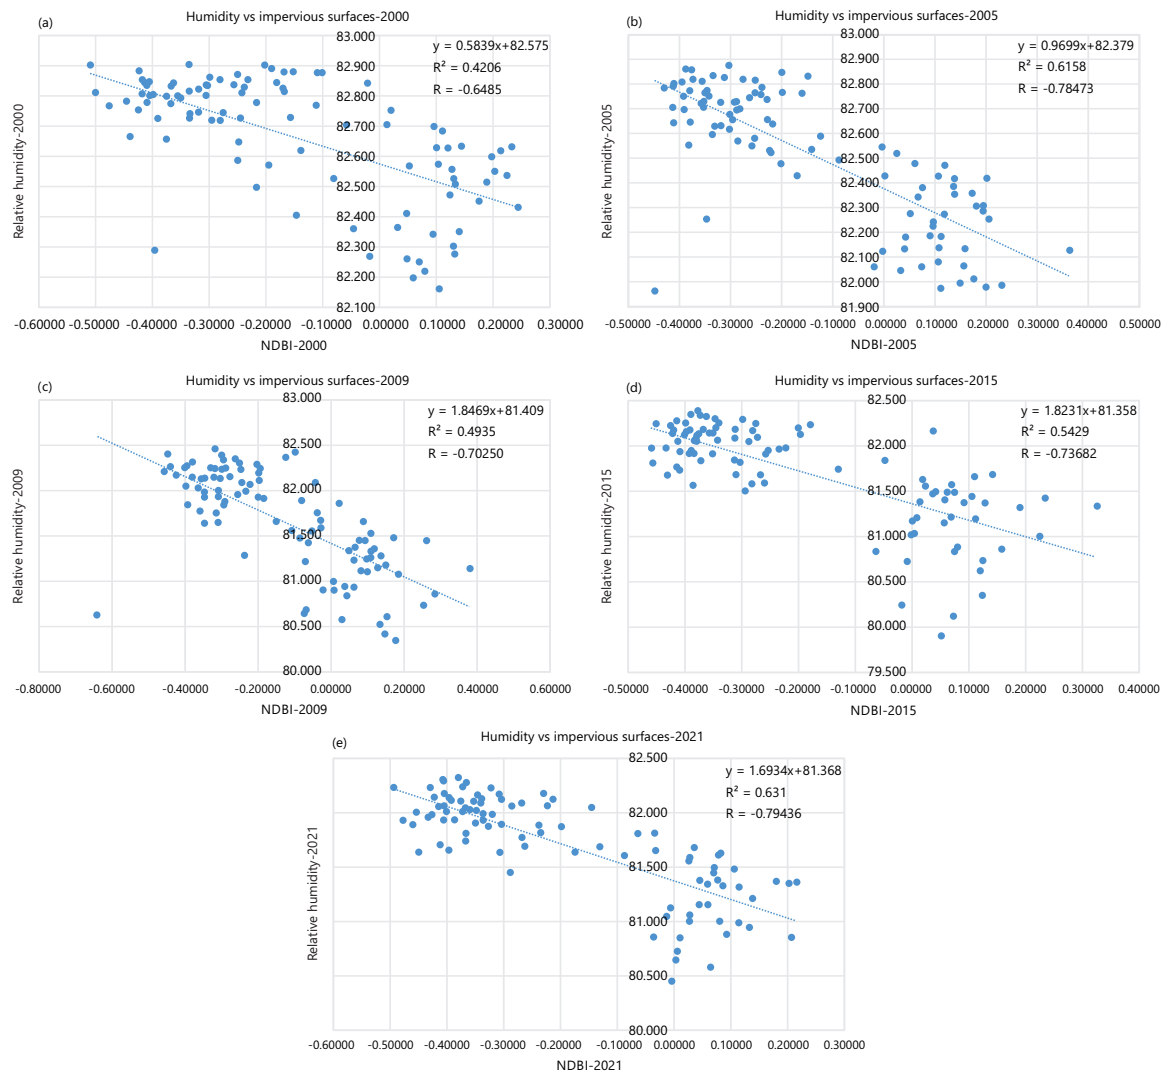 (a)
Humidity vs impervious surfaces-2000
y = 0.5839x+82.575
R² = 0.4206
R = -0.6485
83.000
82.900
82.800
82.700
82.600
82.500
82.400
82.300
82.200
82.100
Relative humidity-2000
-0.60000 -0.50000 -0.40000 -0.30000 -0.20000 -0.10000 0.00000 0.10000 0.20000 0.30000
NDBI-2000
(b)
Humidity vs impervious surfaces-2005
y = 0.9699x+82.379
R² = 0.6158
R = -0.78473
83.000
82.900
82.800
82.700
82.600
82.500
82.400
82.300
82.200
82.100
82.000
81.900
Relative humidity-2005
-0.50000 -0.40000 -0.30000 -0.20000 -0.10000 0.00000 0.10000 0.20000 0.30000 0.40000 0.50000
NDBI-2005
(c)
Humidity vs impervious surfaces-2009
y = 1.8469x+81.409
R² = 0.4935
R = -0.70250
83.000
82.500
82.000
81.500
81.000
80.500
80.000
Relative humidity-2009
-0.80000 -0.60000 -0.40000 -0.20000 0.00000 0.20000 0.40000 0.60000
NDBI-2009
(d)
Humidity vs impervious surfaces-2015
y = 1.8231x+81.358
R² = 0.5429
R = -0.73682
82.500
82.000
81.500
81.000
80.500
80.000
79.500
Relative humidity-2015
-0.50000 -0.40000 -0.30000 -0.20000 -0.10000 0.00000 0.10000 0.20000 0.30000 0.40000
NDBI-2015
(e)
Humidity vs impervious surfaces-2021
y = 1.6934x+81.368
R² = 0.631
R = -0.79436
82.500
82.000
81.500
81.000
80.500
80.000
Relative humidity-2021
-0.60000 -0.50000 -0.40000 -0.30000 -0.20000 -0.10000 0.00000 0.10000 0.20000 0.30000
NDBI-2021